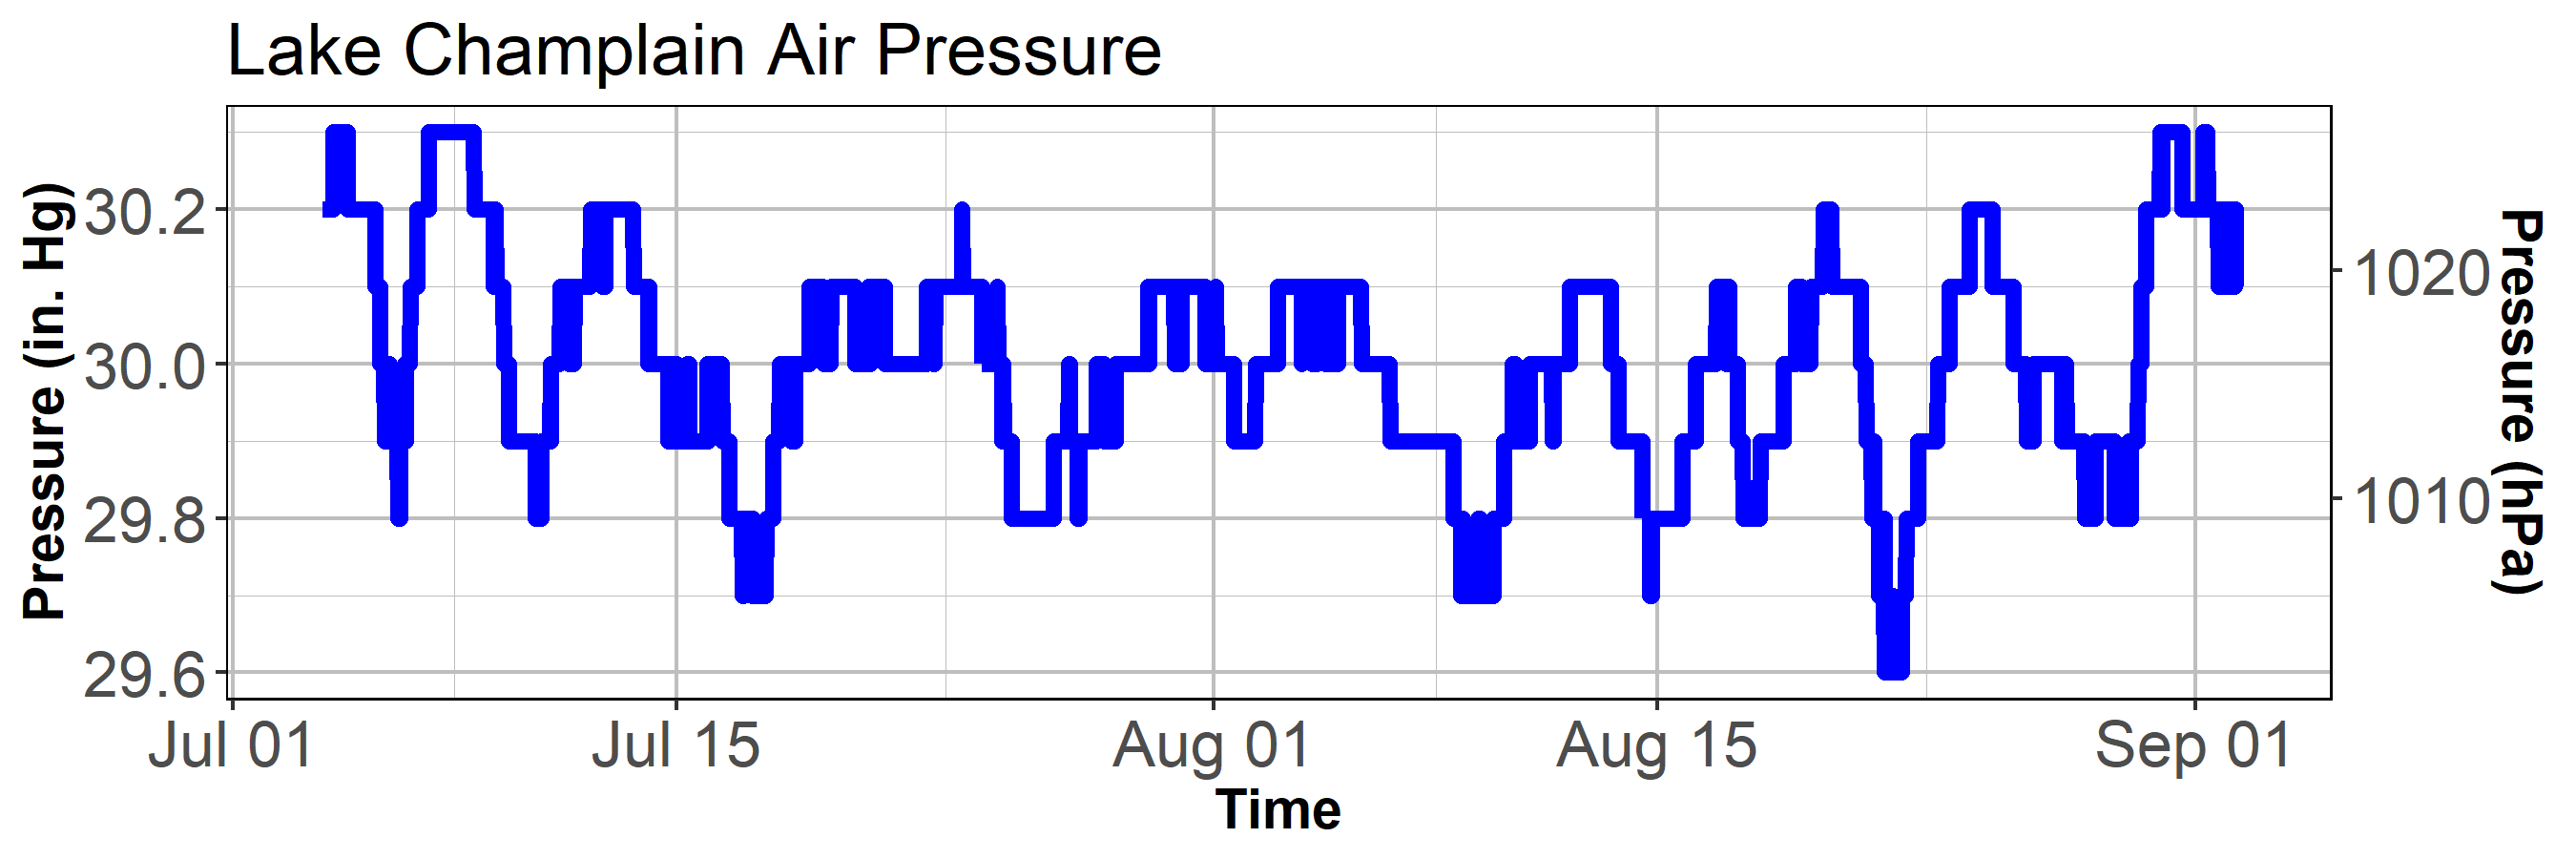 Lake Champlain Air Pressure
Pressure (in. Hg)
30.2
30.0
29.8
29.6
1020
1010
Pressure (hPa)
Jul 01
Jul 15
Aug 01
Aug 15
Sep 01
Time